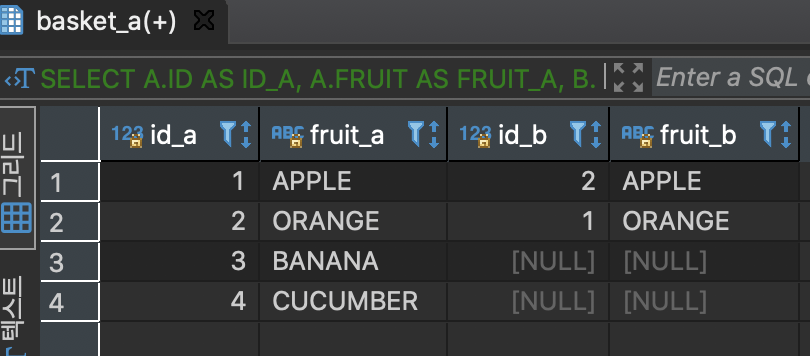 basket_a(+)
SELECT A.ID AS ID_A, A.FRUIT AS FRUIT_A, B. Enter a SQL
그리드
텍스트
123 id_a ABC fruit_a 123 id_b ABC fruit_b
1 1 APPLE 2 APPLE
2 2 ORANGE 1 ORANGE
3 3 BANANA [NULL] [NULL]
4 4 CUCUMBER [NULL] [NULL]